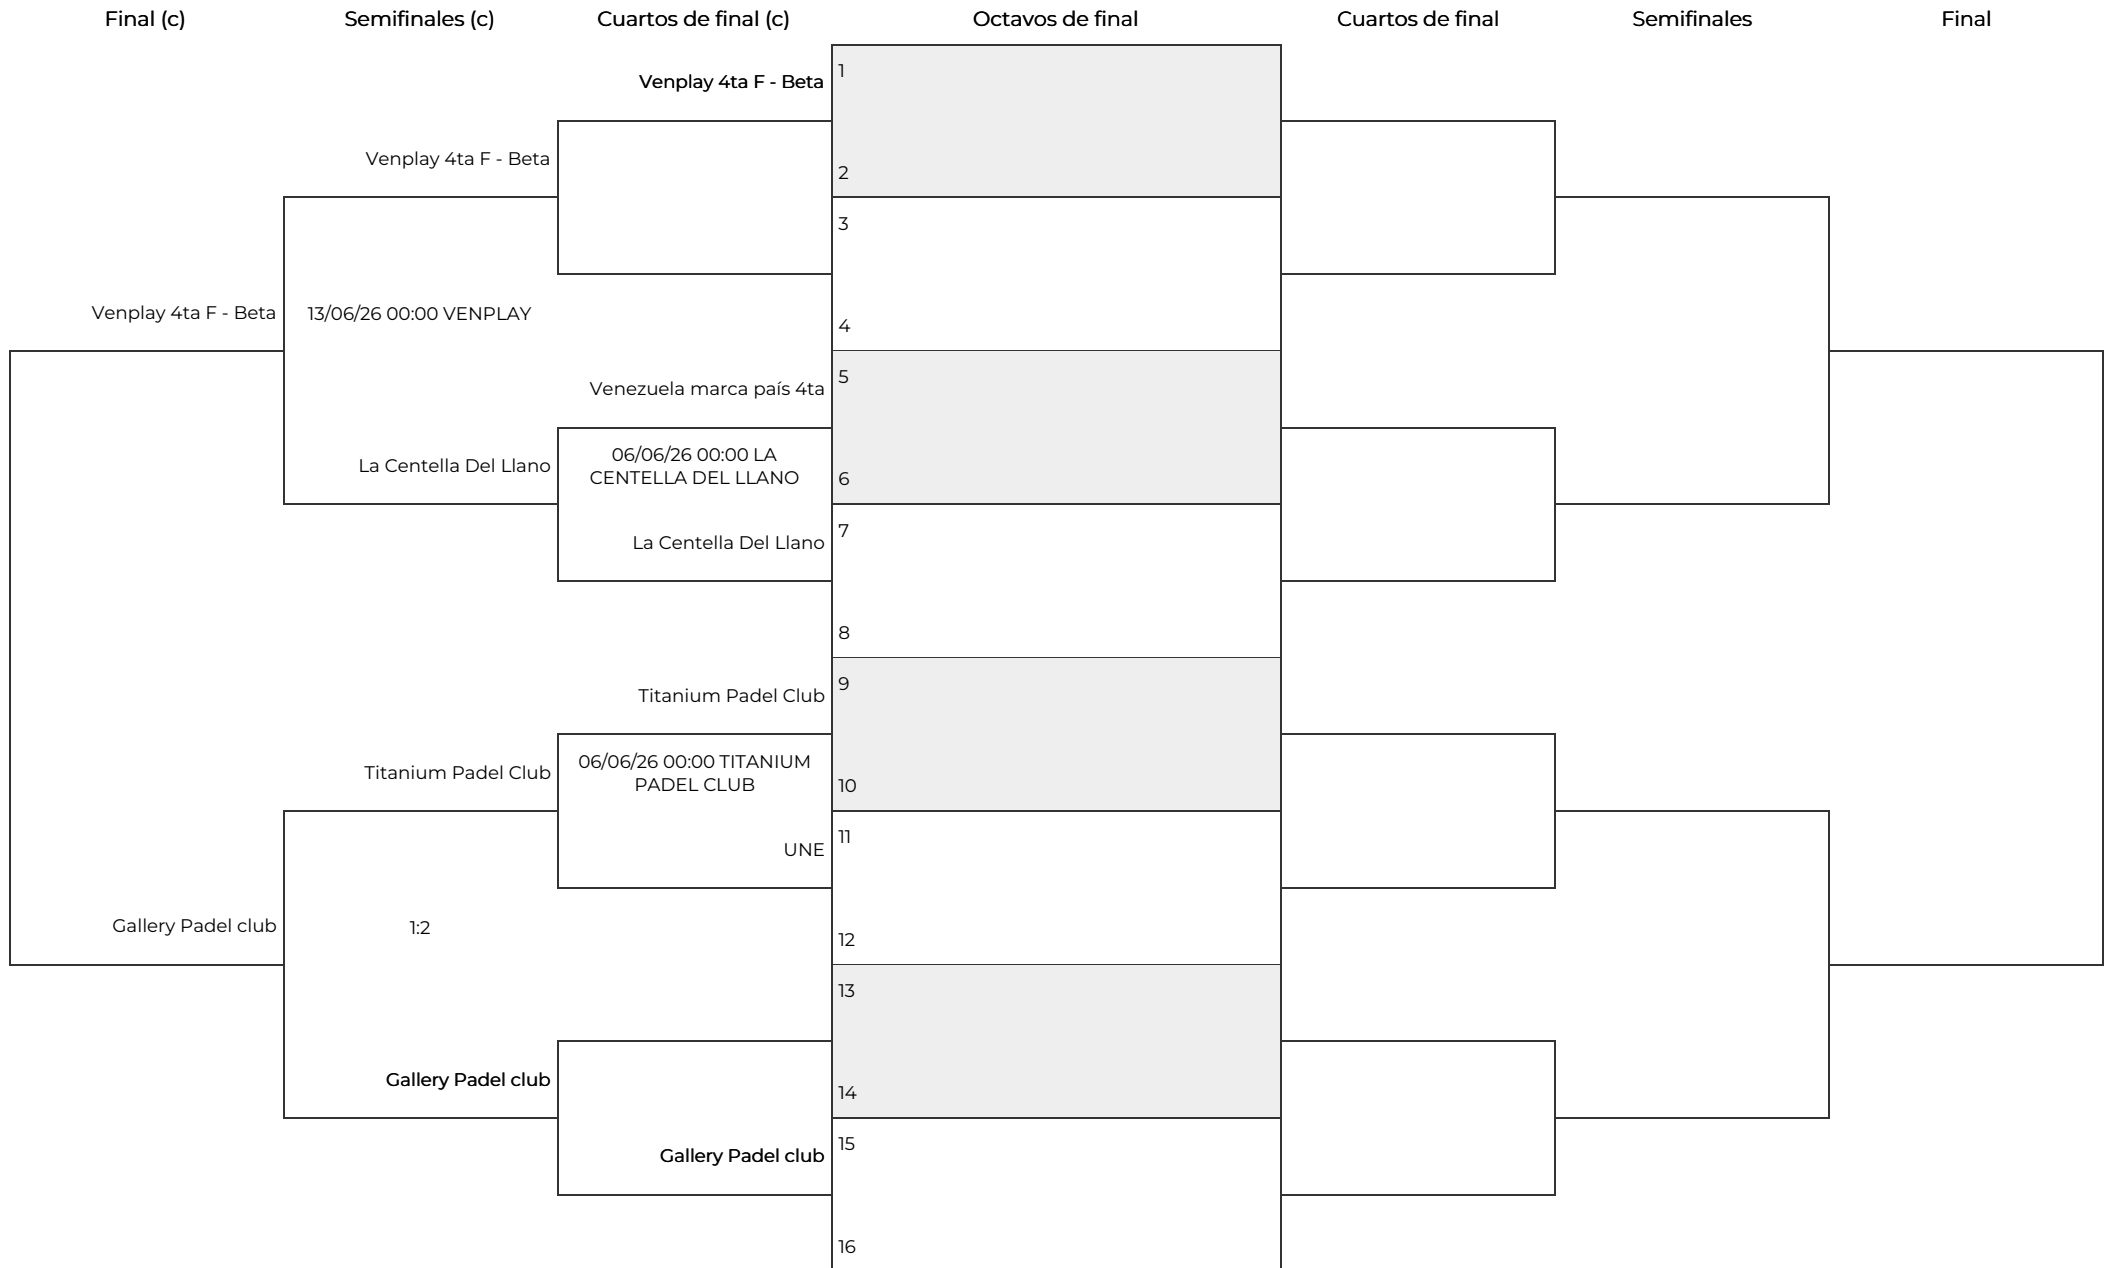 Final (c)
Semifinales (c)
Cuartos de final (c)
Octavos de final
Cuartos de final
Semifinales
Final
Venplay 4ta F - Beta
1
Venplay 4ta F - Beta
2
3
Venplay 4ta F - Beta
13/06/26 00:00 VENPLAY
4
Venezuela marca país 4ta
5
La Centella Del Llano
06/06/26 00:00 LA
CENTELLA DEL LLANO
6
La Centella Del Llano
7
8
Titanium Padel Club
9
Titanium Padel Club
06/06/26 00:00 TITANIUM
PADEL CLUB
10
UNE
11
Gallery Padel club
1:2
12
13
Gallery Padel club
14
Gallery Padel club
15
16